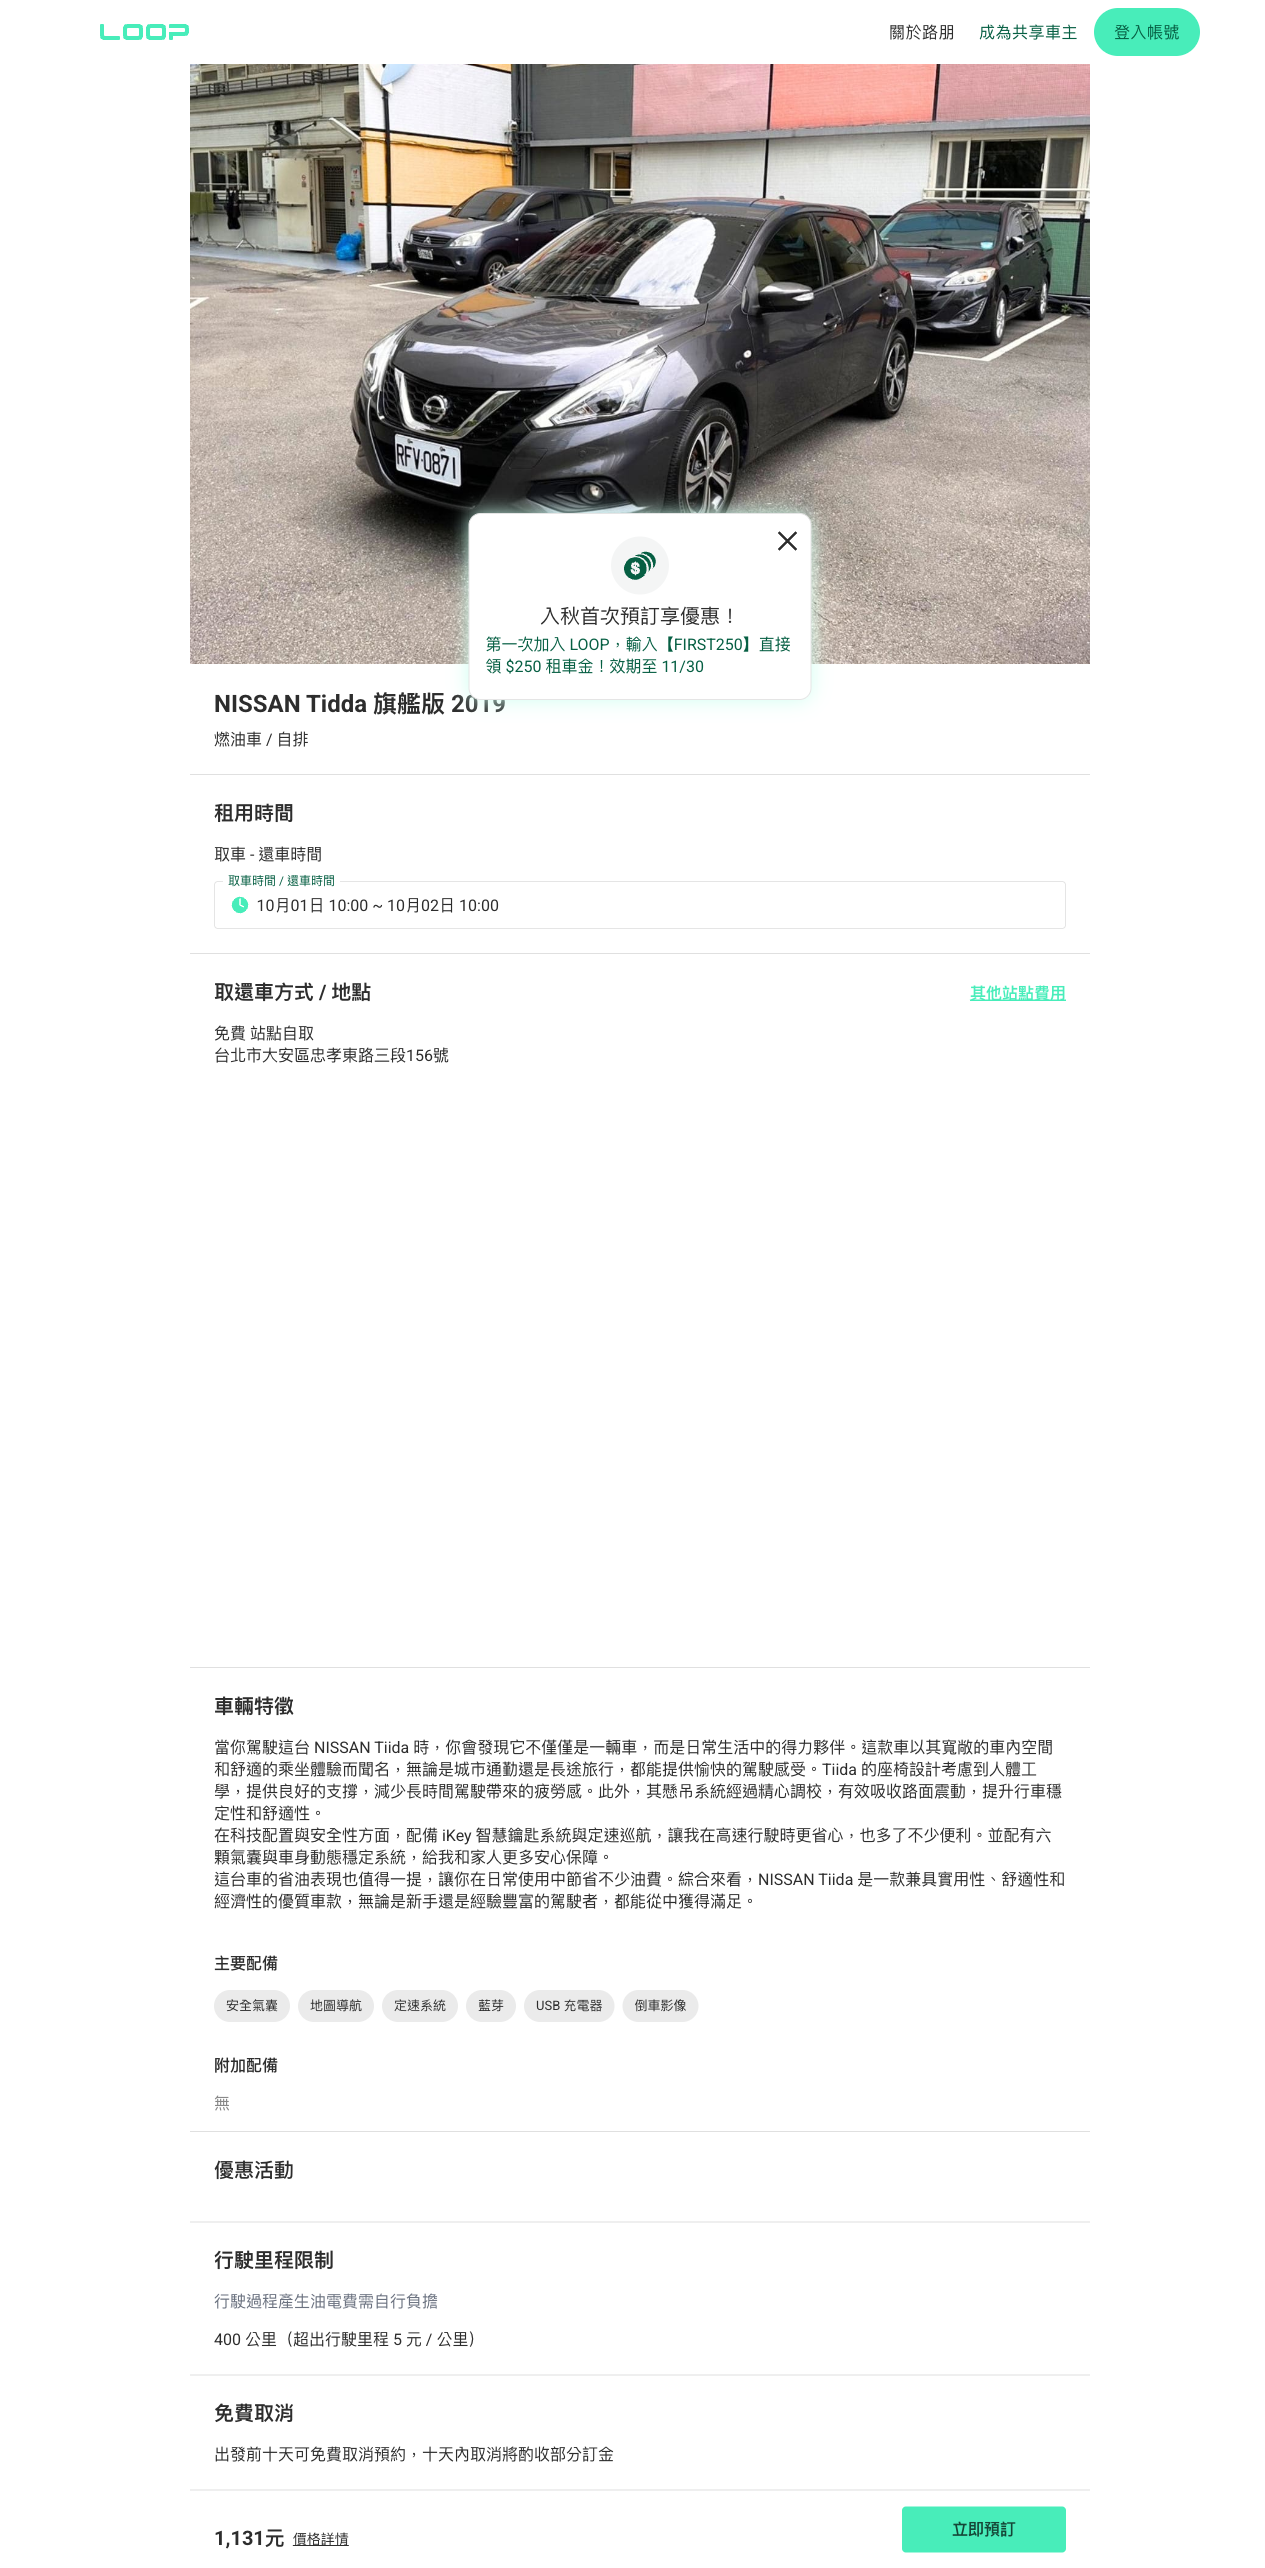 LOOP
關於路朋
成為共享車主
登入帳號
RFV-0871
入秋首次預訂享優惠！
第一次加入 LOOP，輸入【FIRST250】直接
領 $250 租車金！效期至 11/30
NISSAN Tidda 旗艦版 2019
燃油車 / 自排
租用時間
取車 - 還車時間
取車時間 / 還車時間
10月01日 10:00 ~ 10月02日 10:00
取還車方式 / 地點
其他站點費用
免費 站點自取
台北市大安區忠孝東路三段156號
車輛特徵
當你駕駛這台 NISSAN Tiida 時，你會發現它不僅僅是一輛車，而是日常生活中的得力夥伴。這款車以其寬敞的車內空間
和舒適的乘坐體驗而聞名，無論是城市通勤還是長途旅行，都能提供愉快的駕駛感受。Tiida 的座椅設計考慮到人體工
學，提供良好的支撐，減少長時間駕駛帶來的疲勞感。此外，其懸吊系統經過精心調校，有效吸收路面震動，提升行車穩
定性和舒適性。
在科技配置與安全性方面，配備 iKey 智慧鑰匙系統與定速巡航，讓我在高速行駛時更省心，也多了不少便利。並配有六
顆氣囊與車身動態穩定系統，給我和家人更多安心保障。
這台車的省油表現也值得一提，讓你在日常使用中節省不少油費。綜合來看，NISSAN Tiida 是一款兼具實用性、舒適性和
經濟性的優質車款，無論是新手還是經驗豐富的駕駛者，都能從中獲得滿足。
主要配備
安全氣囊
地圖導航
定速系統
藍芽
USB 充電器
倒車影像
附加配備
無
優惠活動
行駛里程限制
行駛過程產生油電費需自行負擔
400 公里（超出行駛里程 5 元 / 公里）
免費取消
出發前十天可免費取消預約，十天內取消將酌收部分訂金
1,131元
價格詳情
立即預訂